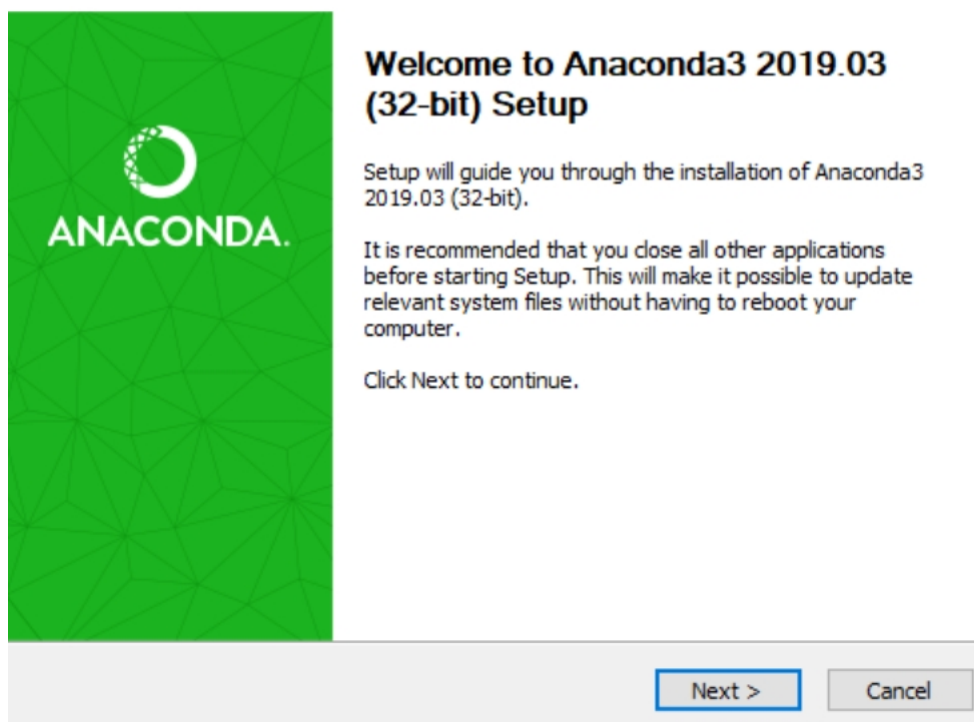 ANACONDA.
Welcome to Anaconda3 2019.03
(32-bit) Setup
Setup will guide you through the installation of Anaconda3
2019.03 (32-bit).
It is recommended that you close all other applications
before starting Setup. This will make it possible to update
relevant system files without having to reboot your
computer.
Click Next to continue.
Next >
Cancel